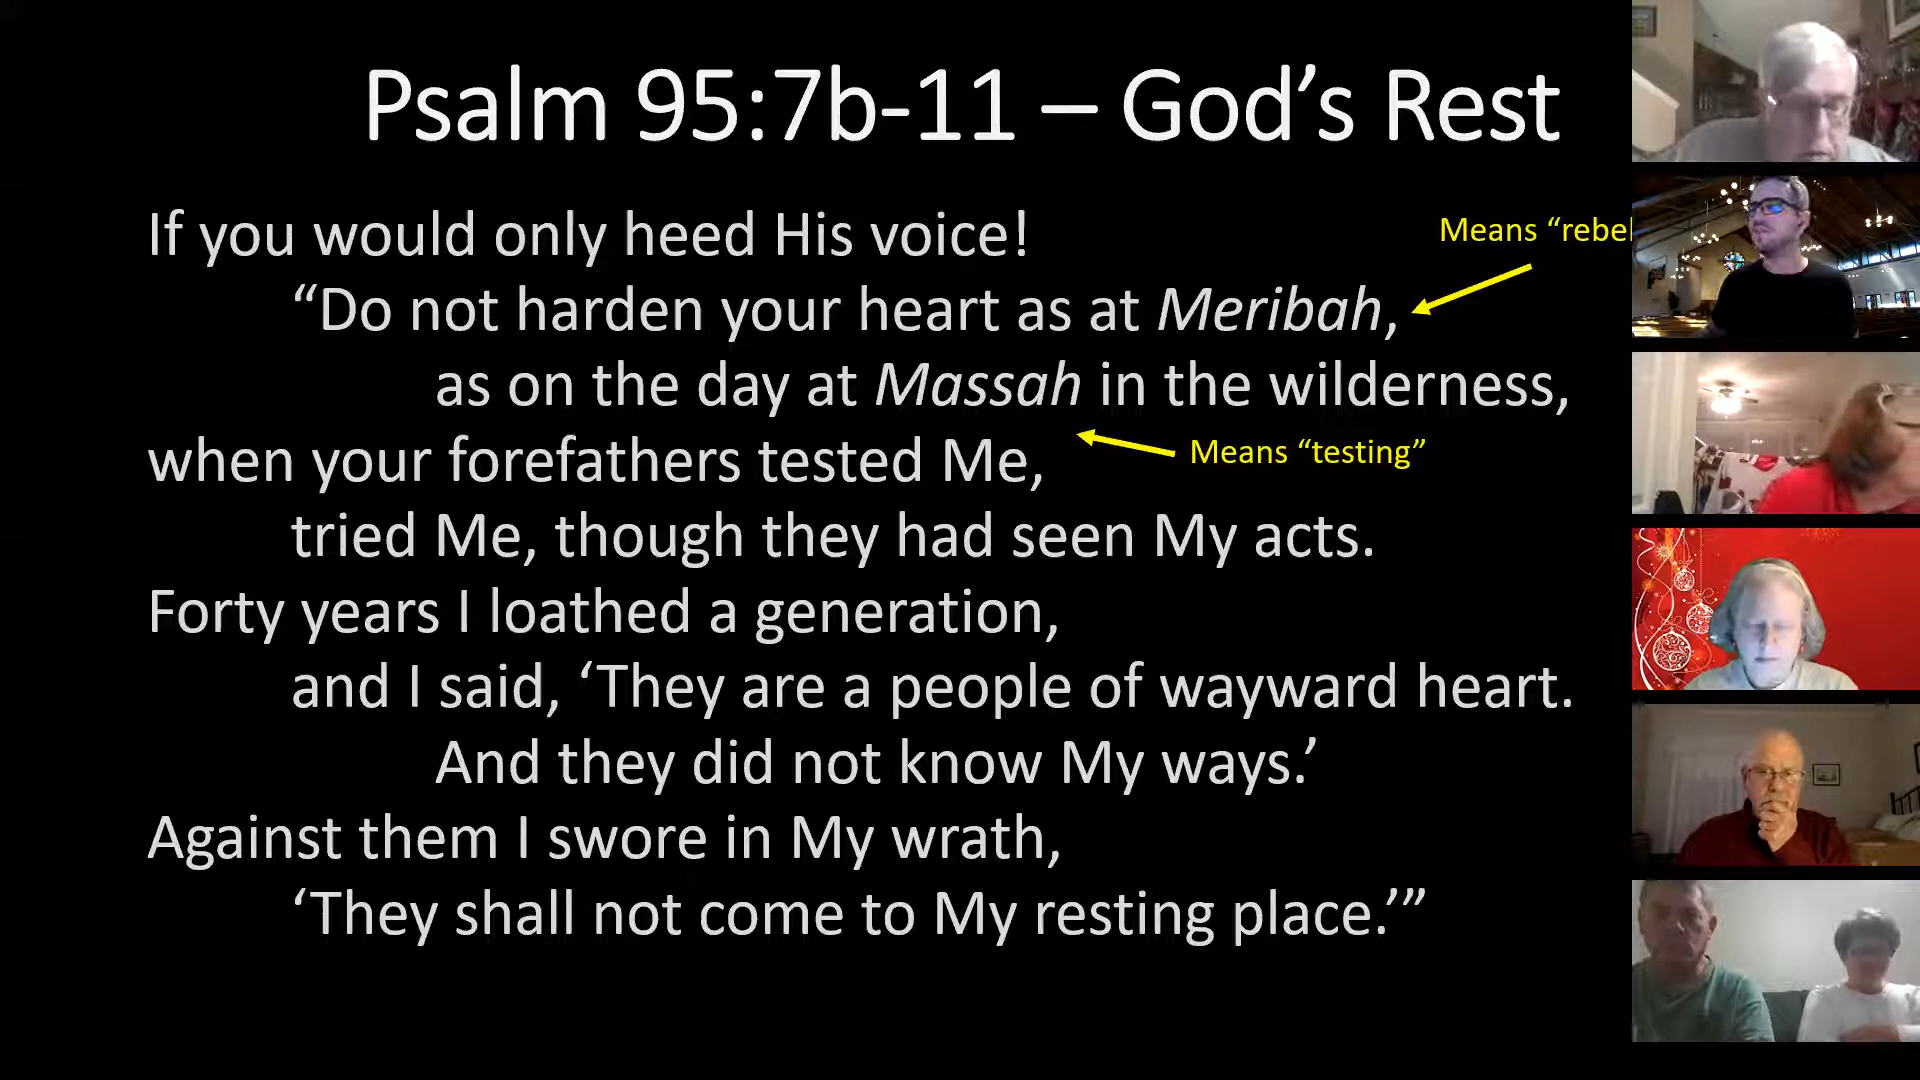 Psalm 95:7b-11 – God’s Rest
If you would only heed His voice!
Means “rebel
“Do not harden your heart as at Meribah,
as on the day at Massah in the wilderness,
when your forefathers tested Me,
Means “testing”
tried Me, though they had seen My acts.
Forty years I loathed a generation,
and I said, ‘They are a people of wayward heart.
And they did not know My ways.’
Against them I swore in My wrath,
‘They shall not come to My resting place.’”